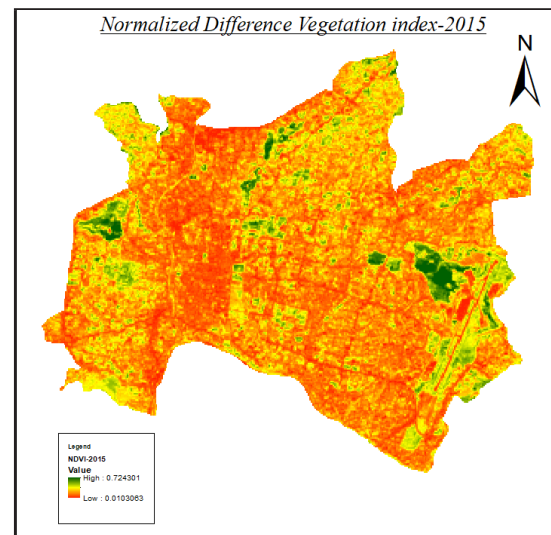 Normalized Difference Vegetation index-2015
N
Legend
NDVI-2015
Value
High : 0.724301
Low : 0.0103063